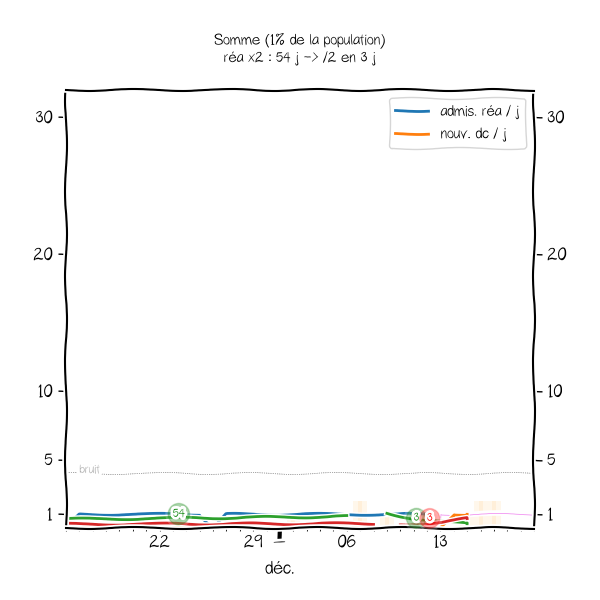 Somme (1% de la population)
réa x2 : 54 j -> /2 en 3 j
admis. réa / j
nouv. dc / j
30
30
20
20
10
10
5
5
bruit
1
1
54
3
3
22
29
06
13
déc.